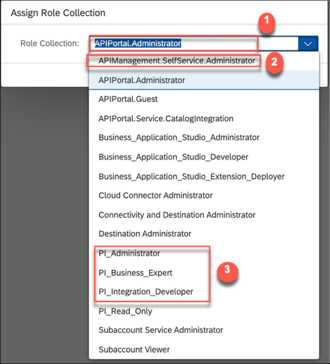 Assign Role Collection
1
Role Collection: APIPortal.Administrator
APIManagement.SelfService.Administrator
2
APIPortal.Administrator
APIPortal.Guest
APIPortal.Service.CatalogIntegration
Business_Application_Studio_Administrator
Business_Application_Studio_Developer
Business_Application_Studio_Extension_Deployer
Cloud Connector Administrator
Connectivity and Destination Administrator
Destination Administrator
PI_Administrator
3
PI_Business_Expert
PI_Integration_Developer
PI_Read_Only
Subaccount Service Administrator
Subaccount Viewer